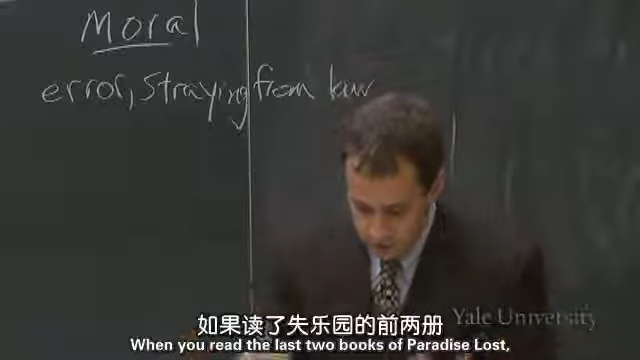 Moral
error, straying from law
Yale University
如果读了失乐园的前两册
When you read the last two books of Paradise Lost,